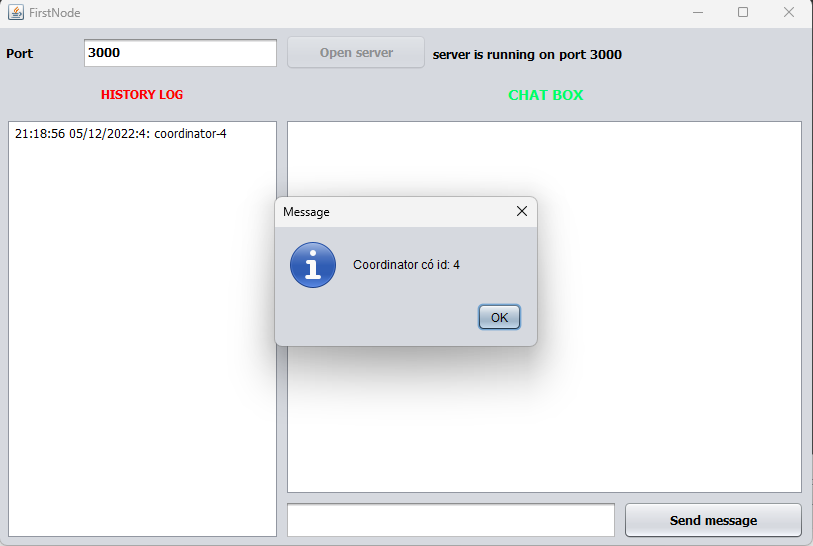 FirstNode
Port
3000
Open server
server is running on port 3000
HISTORY LOG
CHAT BOX
21:18:56 05/12/2022:4: coordinator-4
Message
Coordinator có id: 4
OK
Send message